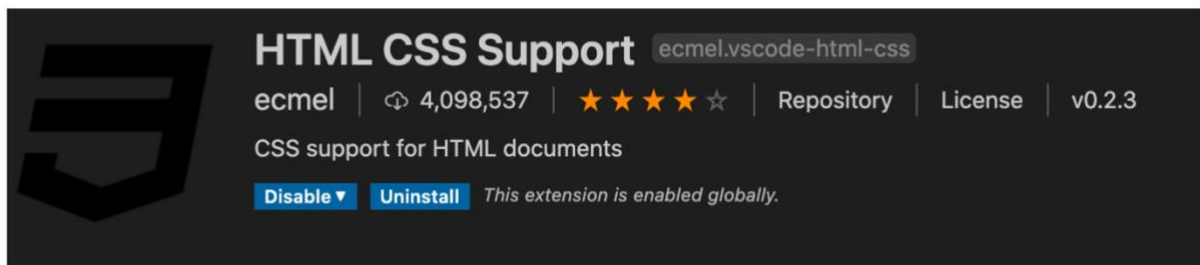 HTML CSS Support ecmel.vscode-html-css
ecmel 4,098,537 Repository License v0.2.3
CSS support for HTML documents
Disable Uninstall This extension is enabled globally.